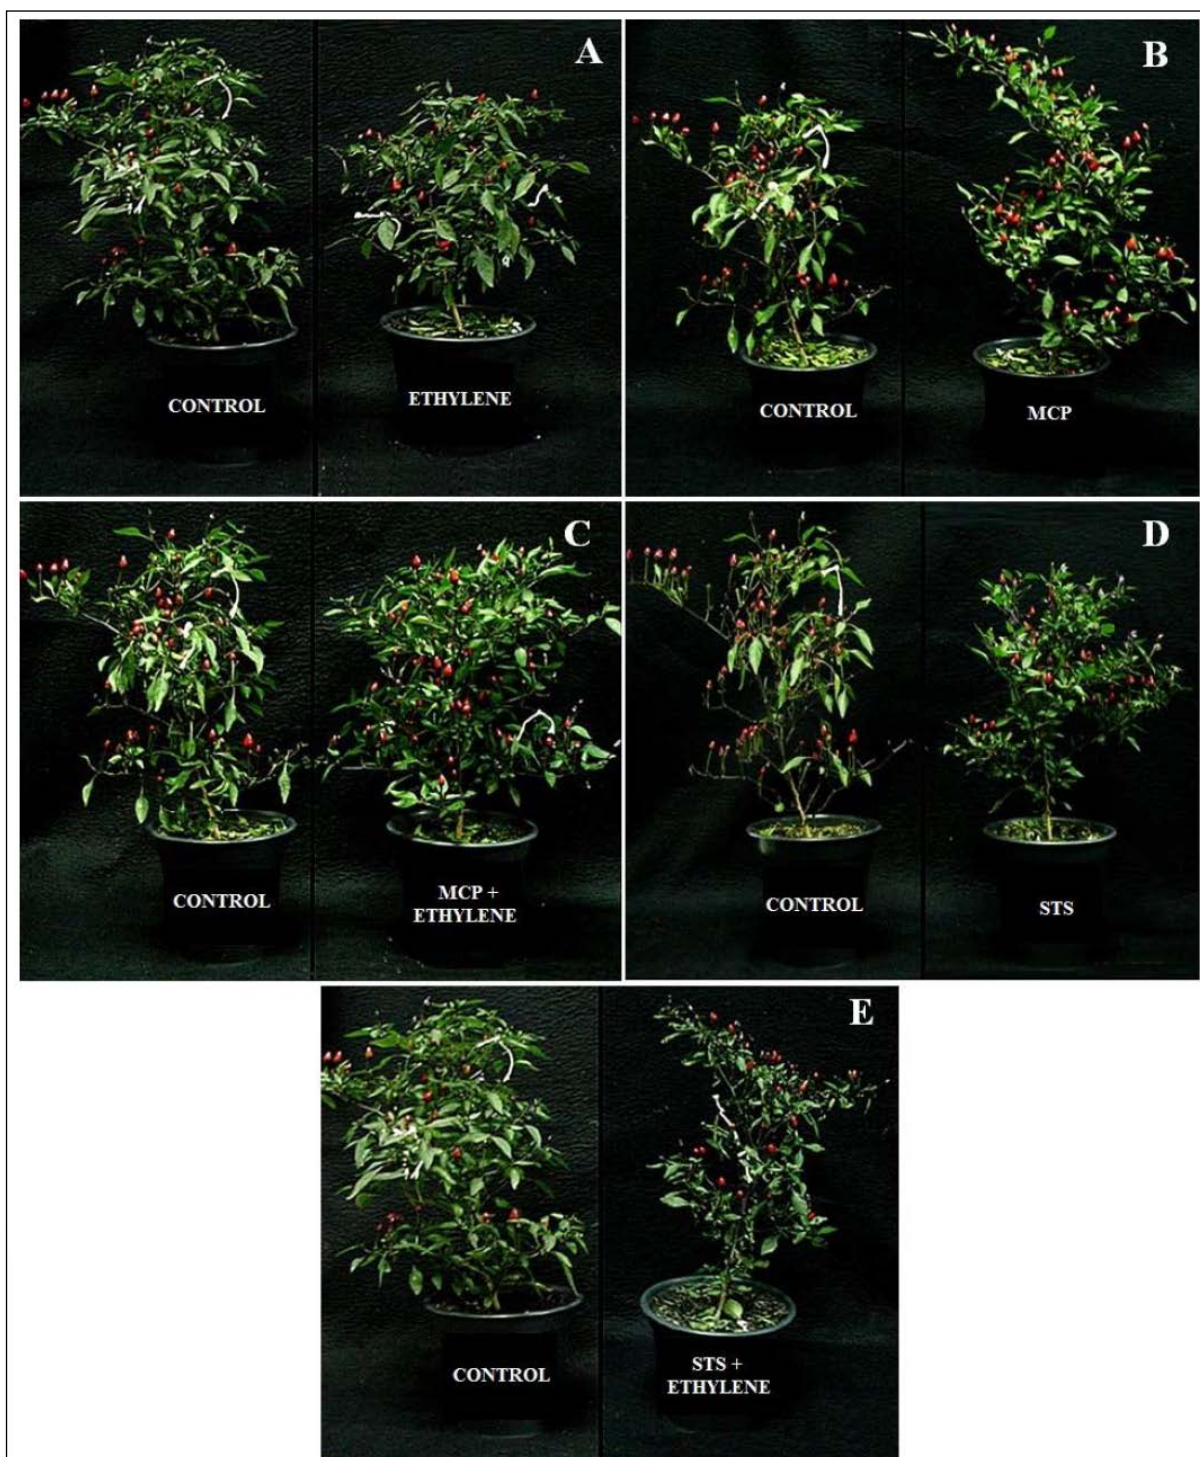 A
CONTROL
ETHYLENE
B
CONTROL
MCP
C
CONTROL
MCP +
ETHYLENE
D
CONTROL
STS
E
CONTROL
STS +
ETHYLENE